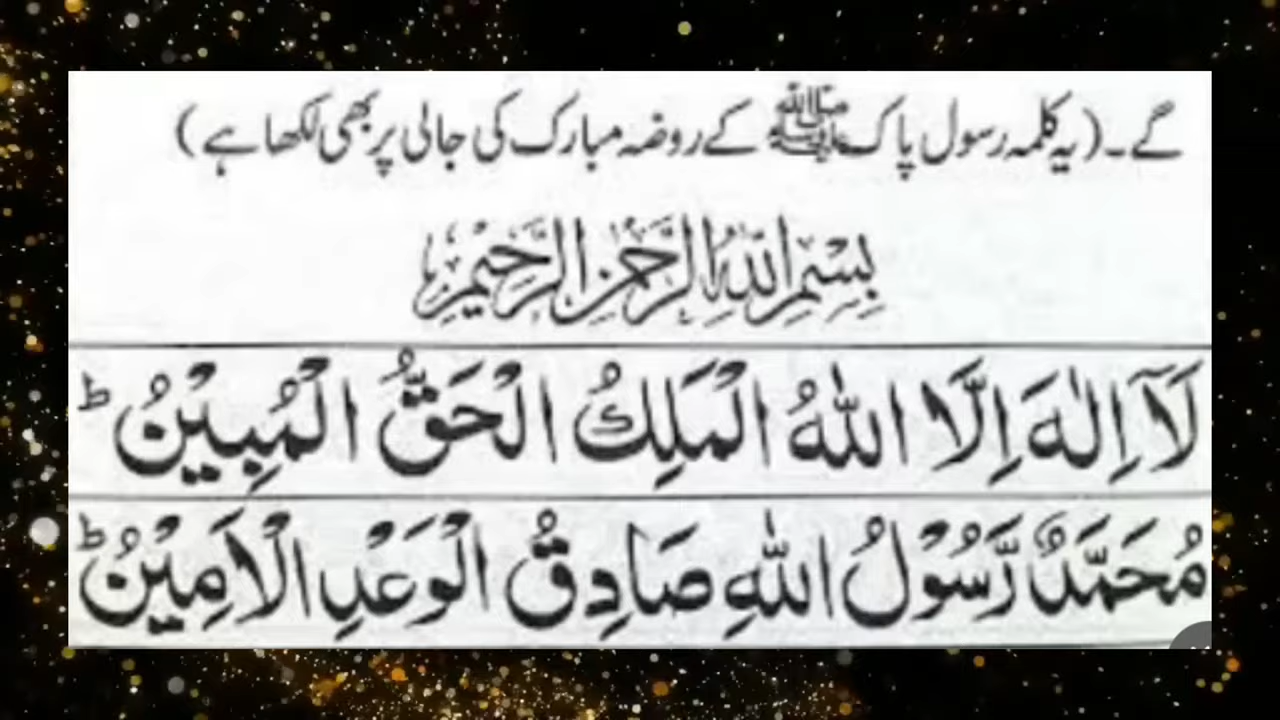 گے۔ (یہ کلمہ رسول پاک ﷺ کے روضہ مبارک کی جالی پر بھی لکھا ہے)
بِسْمِ اللّٰهِ الرَّحْمٰنِ الرَّحِيْمِ
لَآ اِلٰهَ اِلَّا اللّٰهُ الْمَلِكُ الْحَقُّ الْمُبِيْنُ ؕ
مُحَمَّدٌ رَّسُوْلُ اللّٰهِ صَادِقُ الْوَعْدِ الْاَمِيْنُ ؕ